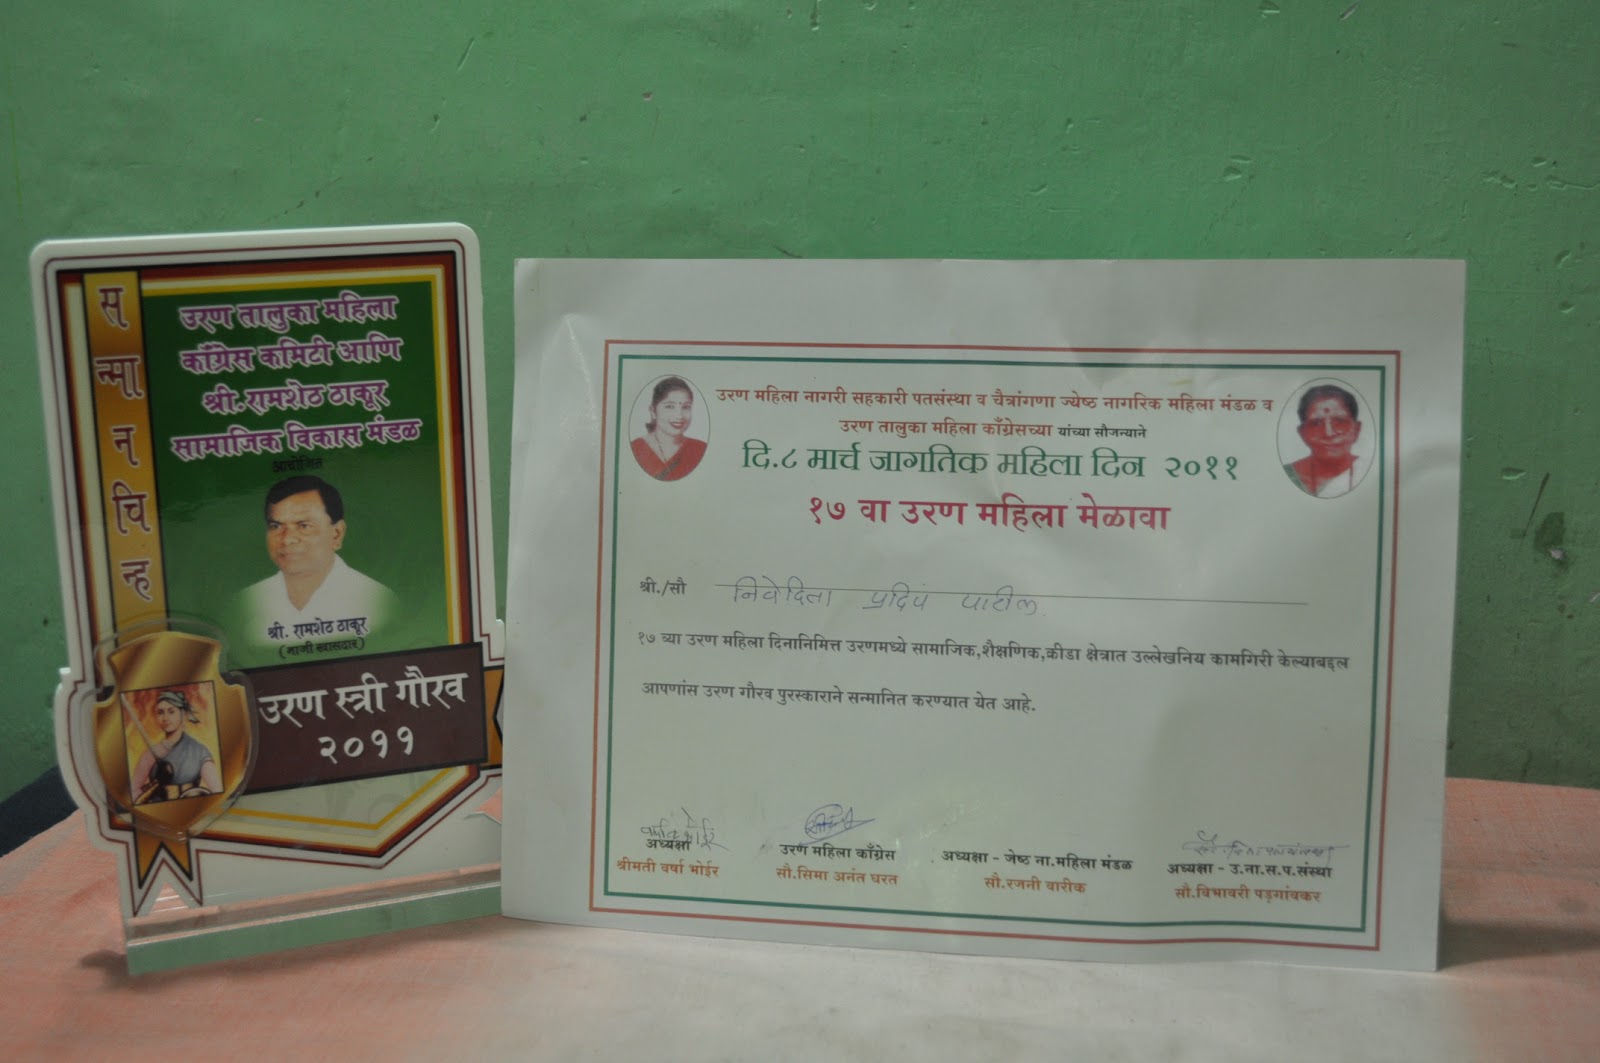 सन्मानचिन्ह
उरण तालुका महिला
काँग्रेस कमिटी आणि
श्री.रामशेठ ठाकूर
सामाजिक विकास मंडळ
आयोजित
श्री. रामशेठ ठाकूर
(माजी खासदार)
उरण स्त्री गौरव
२०११
उरण महिला नागरी सहकारी पतसंस्था व चैत्रांगणा ज्येष्ठ नागरिक महिला मंडळ व
उरण तालुका महिला काँग्रेसच्या यांच्या सौजन्याने
दि.८ मार्च जागतिक महिला दिन २०११
१७ वा उरण महिला मेळावा
श्री./सौ निवेदिता प्रदिप पाटील
१७ व्या उरण महिला दिनानिमित्त उरणमध्ये सामाजिक,शैक्षणिक,क्रीडा क्षेत्रात उल्लेखनिय कामगिरी केल्याबद्दल
आपणांस उरण गौरव पुरस्काराने सन्मानित करण्यात येत आहे.
अध्यक्षा
श्रीमती वर्षा भोईर
उरण महिला काँग्रेस
सौ.सिमा अनंत घरत
अध्यक्षा - जेष्ठ ना.महिला मंडळ
सौ.रजनी वारीक
अध्यक्षा - उ.ना.स.प.संस्था
सौ.विभावरी पड़गांवकर